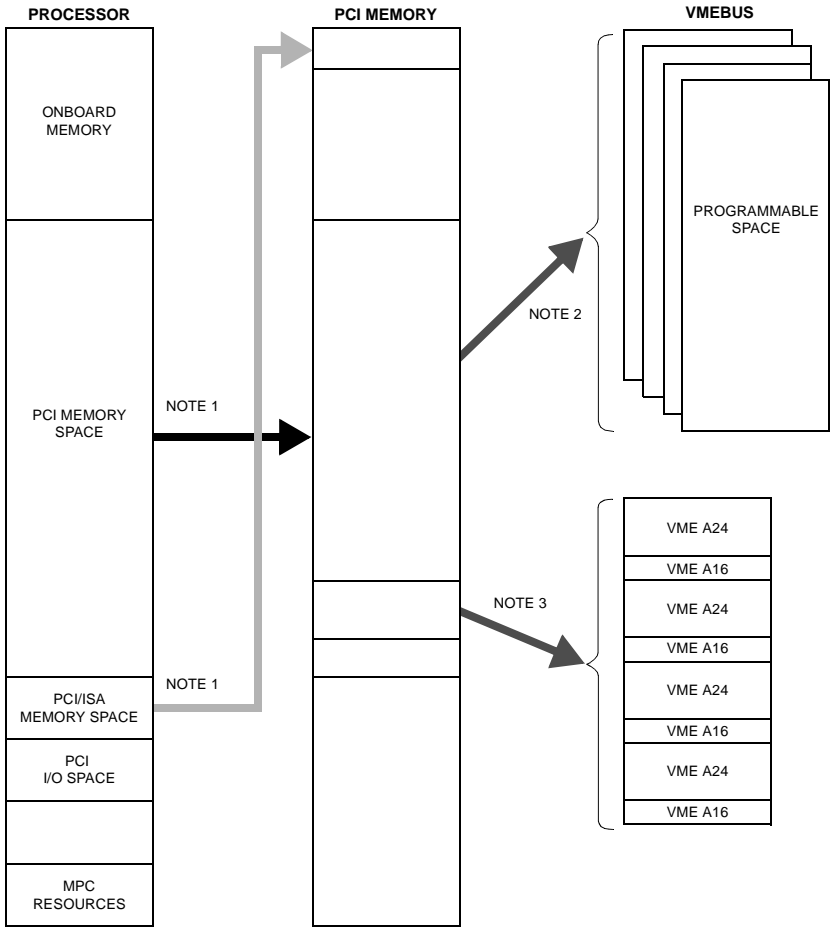 PROCESSOR
PCI MEMORY
VMEBUS
ONBOARD
MEMORY
PROGRAMMABLE
SPACE
NOTE 2
PCI MEMORY
SPACE
NOTE 1
VME A24
VME A16
VME A24
NOTE 3
VME A16
NOTE 1
VME A24
PCI/ISA
MEMORY SPACE
VME A16
PCI
I/O SPACE
VME A24
VME A16
MPC
RESOURCES